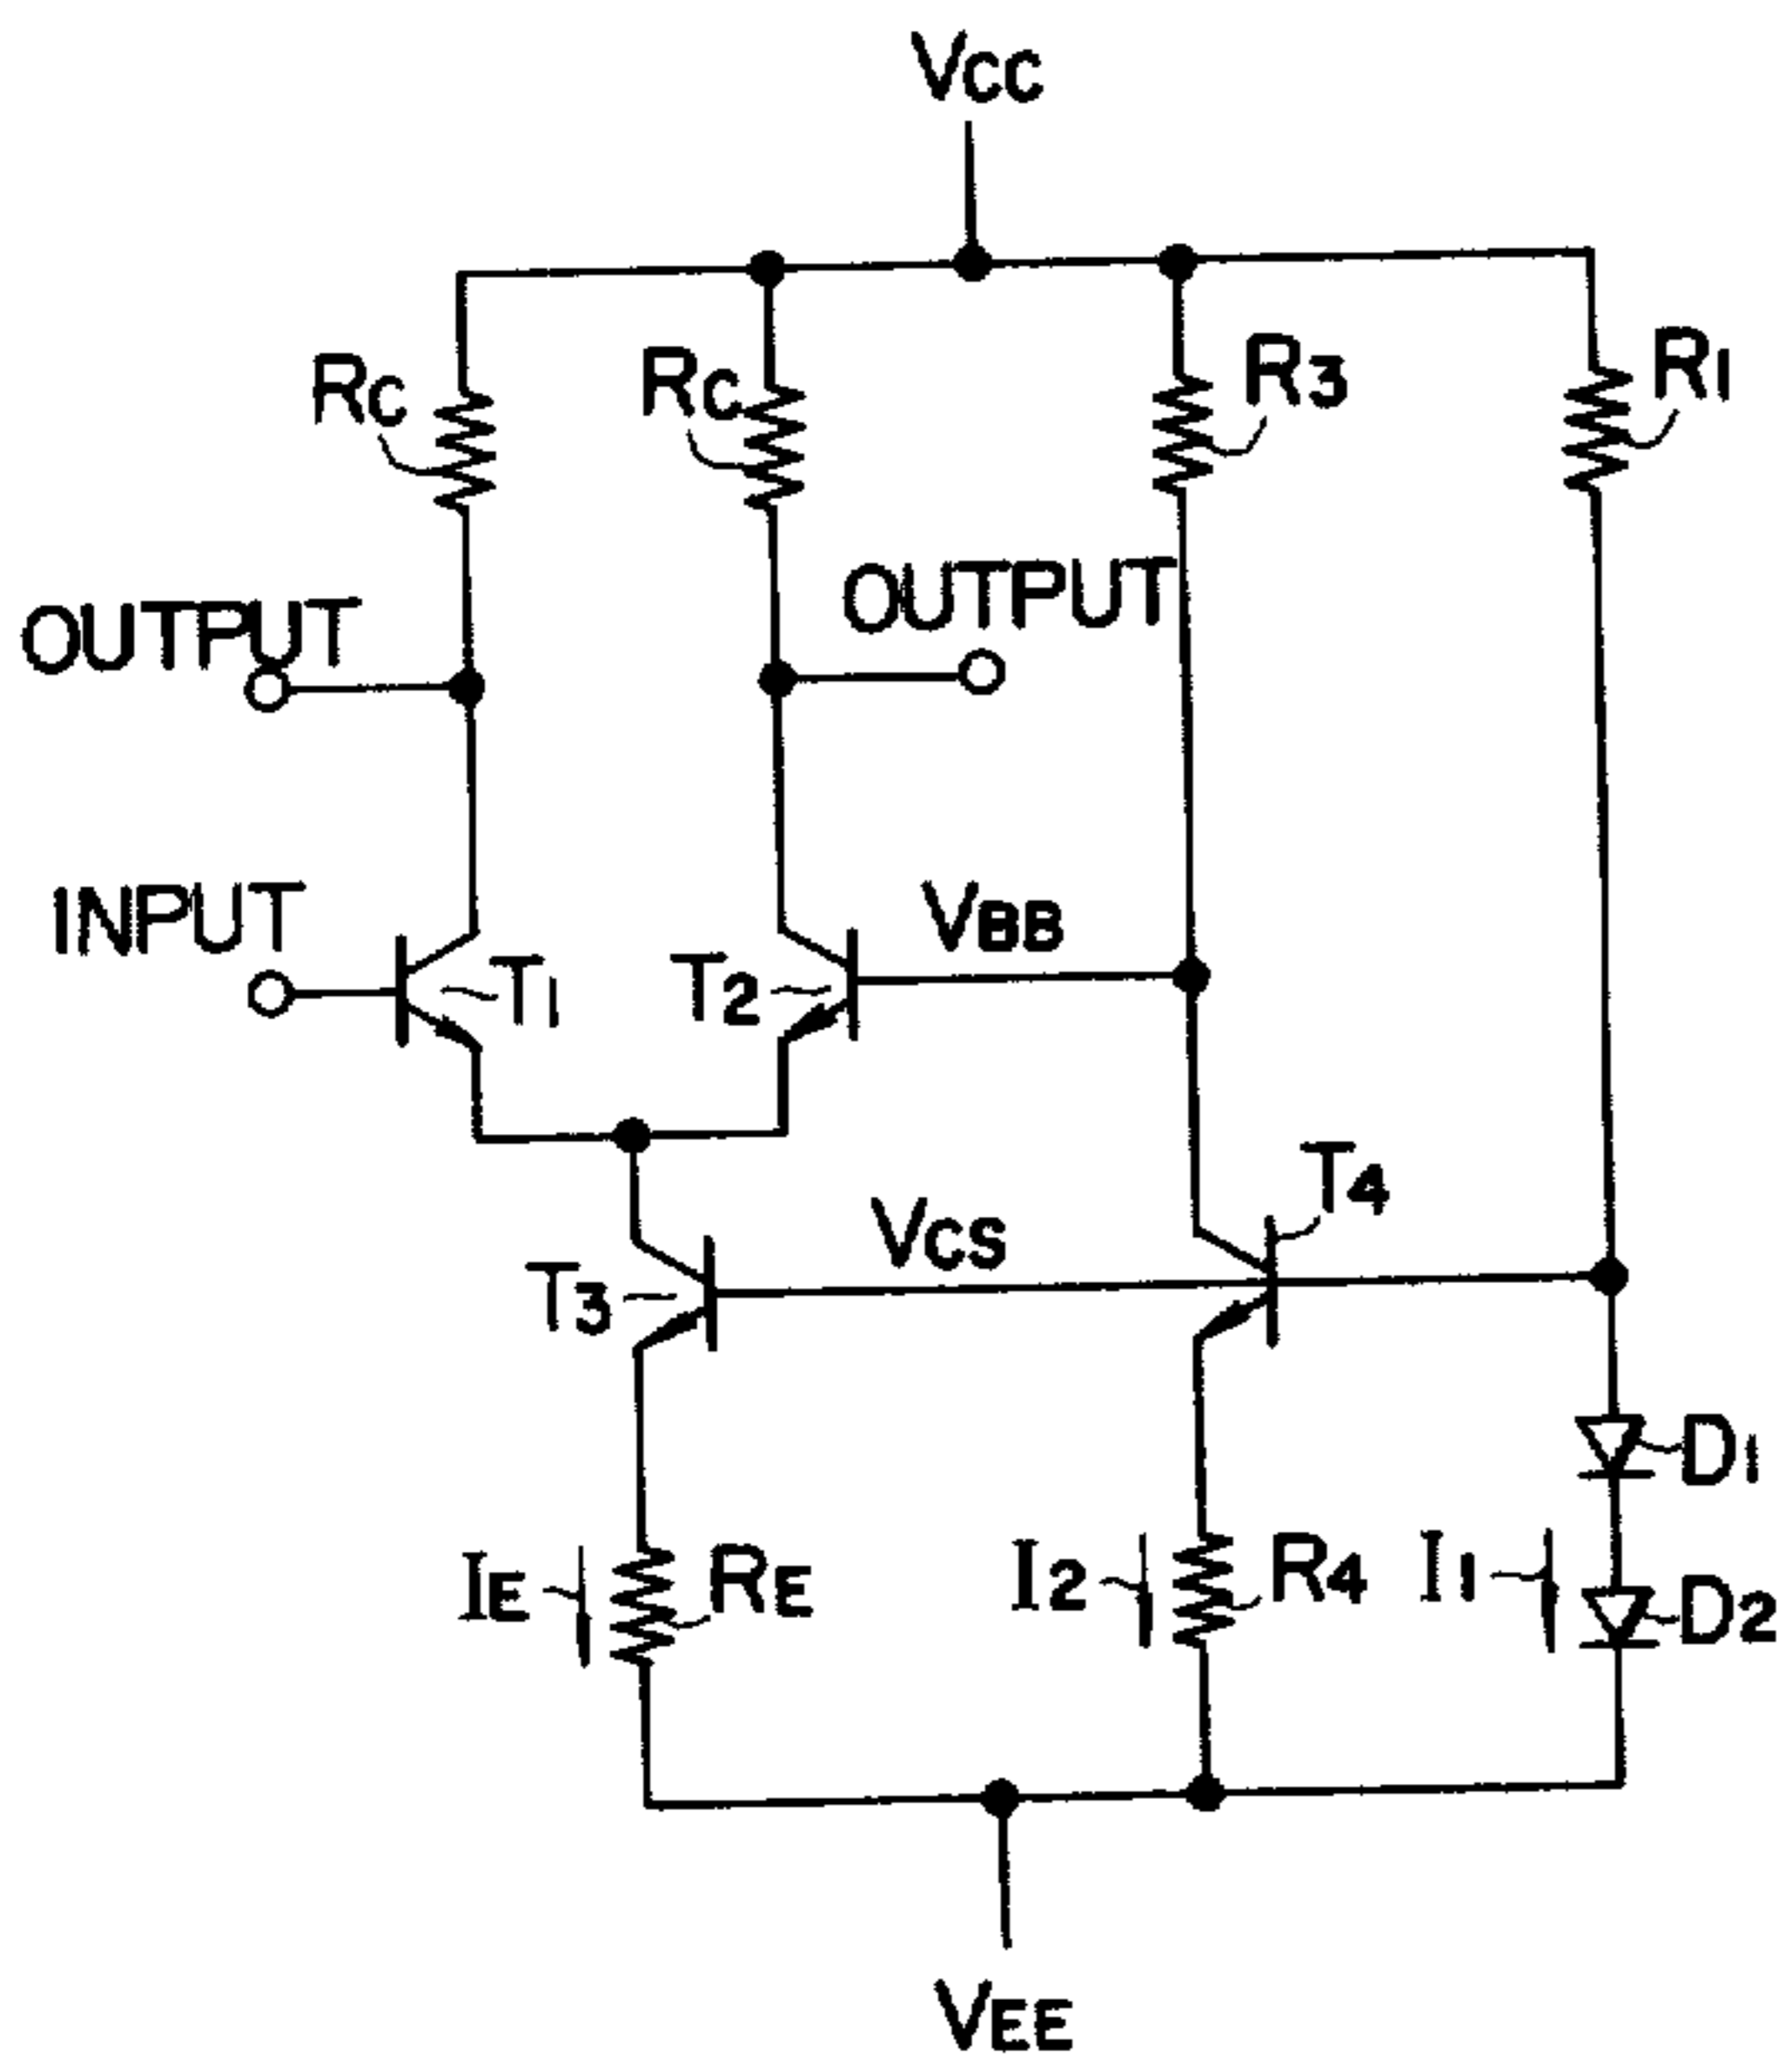 VCC
RC
RC
R3
R1
OUTPUT
OUTPUT
INPUT
VBB
T1
T2
T4
VCS
T3
D1
IE
RE
I2
R4
I1
D2
VEE